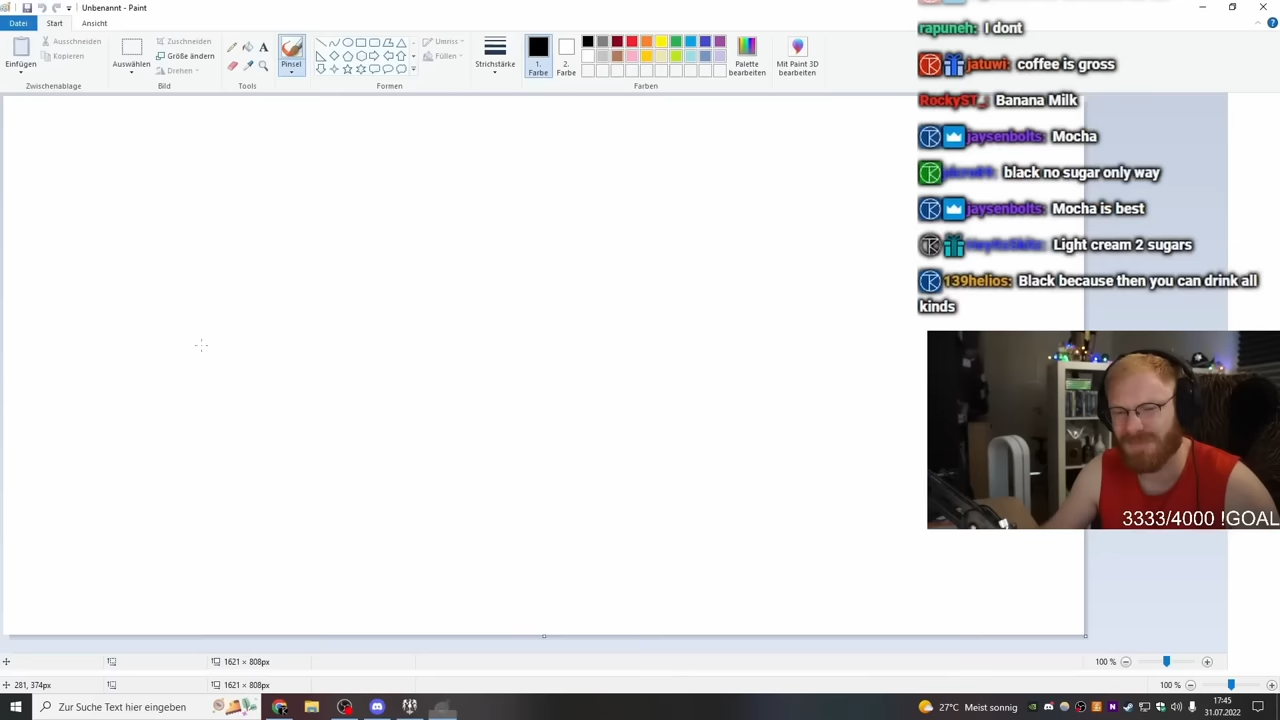 Unbenannt - Paint
Datei Start Ansicht
Einfügen
Ausschneiden
Kopieren
Zwischenablage
Auswählen
Zuschneiden
Größe ändern
Drehen
Bild
A
Pinsel
Tools
Umriss
Füllen
Formen
Strichstärke
1.
Farbe
2.
Farbe
Palette
bearbeiten
Mit Paint 3D
bearbeiten
Farben
rapuneh: I dont
jatuwi: coffee is gross
RockyST_: Banana Milk
jaysenbolts: Mocha
black no sugar only way
jaysenbolts: Mocha is best
Light cream 2 sugars
139helios: Black because then you can drink all
kinds
3333/4000 !GOAL
1621 × 808px
100 %
281, 374px
1621 × 808px
100 %
Zur Suche Text hier eingeben
27°C Meist sonnig
17:45
31.07.2022